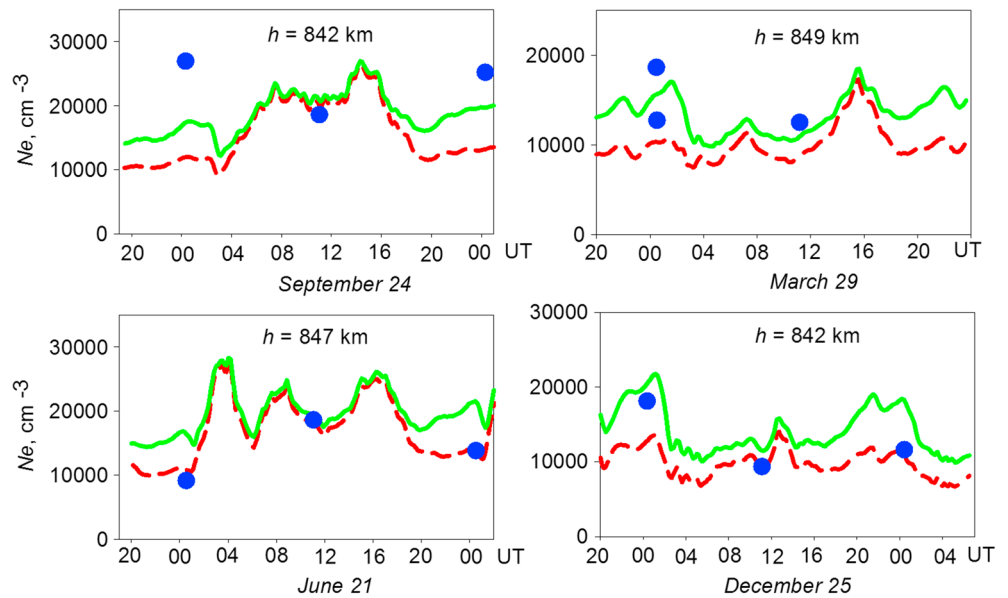 h = 842 km
30000
20000
10000
0
Ne, cm -3
20 00 04 08 12 16 20 00 UT
September 24
h = 849 km
20000
10000
0
20 00 04 08 12 14 16 20 UT
March 29
h = 847 km
30000
20000
10000
0
Ne, cm -3
20 00 04 08 12 16 20 00 UT
June 21
h = 842 km
30000
20000
10000
0
20 00 04 08 12 16 20 00 04 UT
December 25